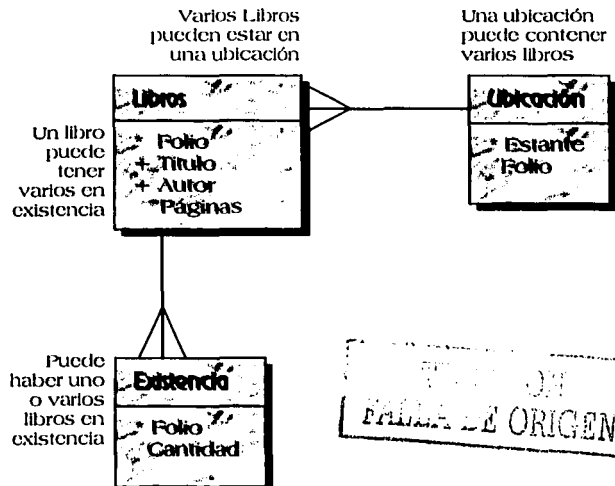 Varios Libros
pueden estar en
una ubicación
Una ubicación
puede contener
varios libros
Libros
* Folio
+ Titulo
+ Autor
Páginas
Ubicación
* Estante
Folio
Un libro
puede
tener
varios en
existencia
Puede
haber uno
o varios
libros en
existencia
Existencia
* Folio
Cantidad
FALLA DE ORIGEN